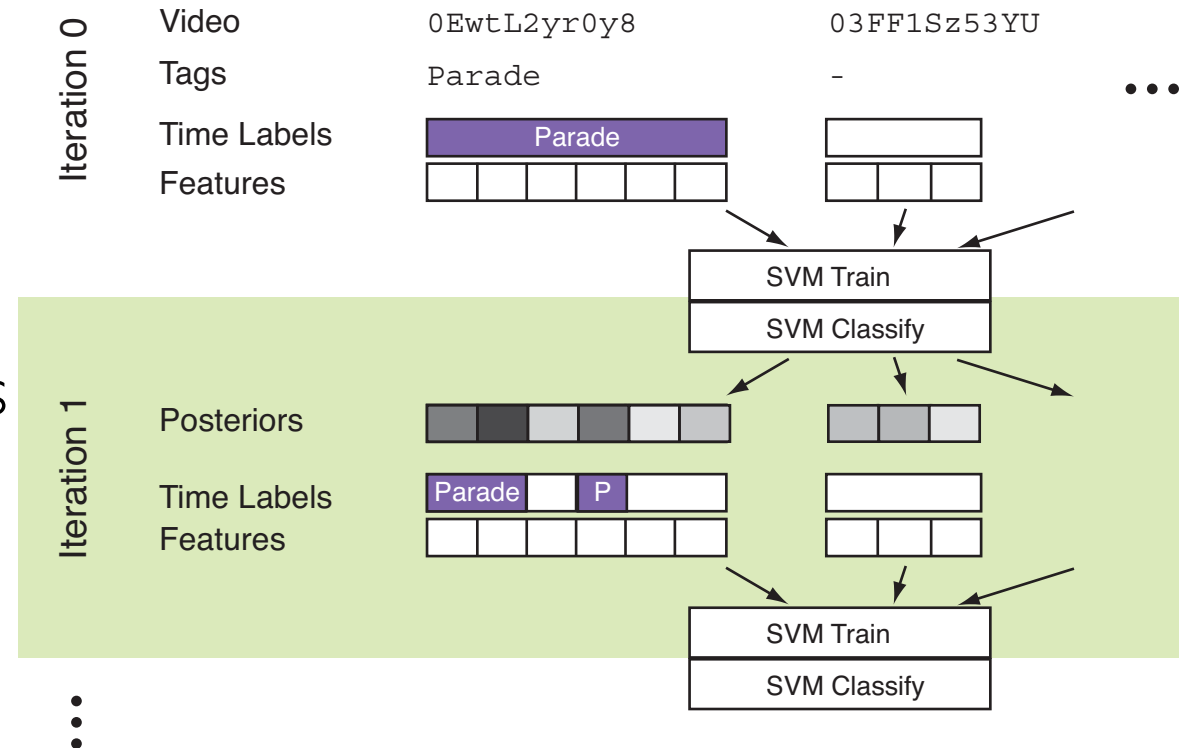 Iteration 0
Video 0EwtL2yr0y8 03FF1Sz53YU
Tags Parade - ...
Time Labels Parade
Features
SVM Train
SVM Classify
Iteration 1
Posteriors
Time Labels Parade P
Features
SVM Train
SVM Classify
...